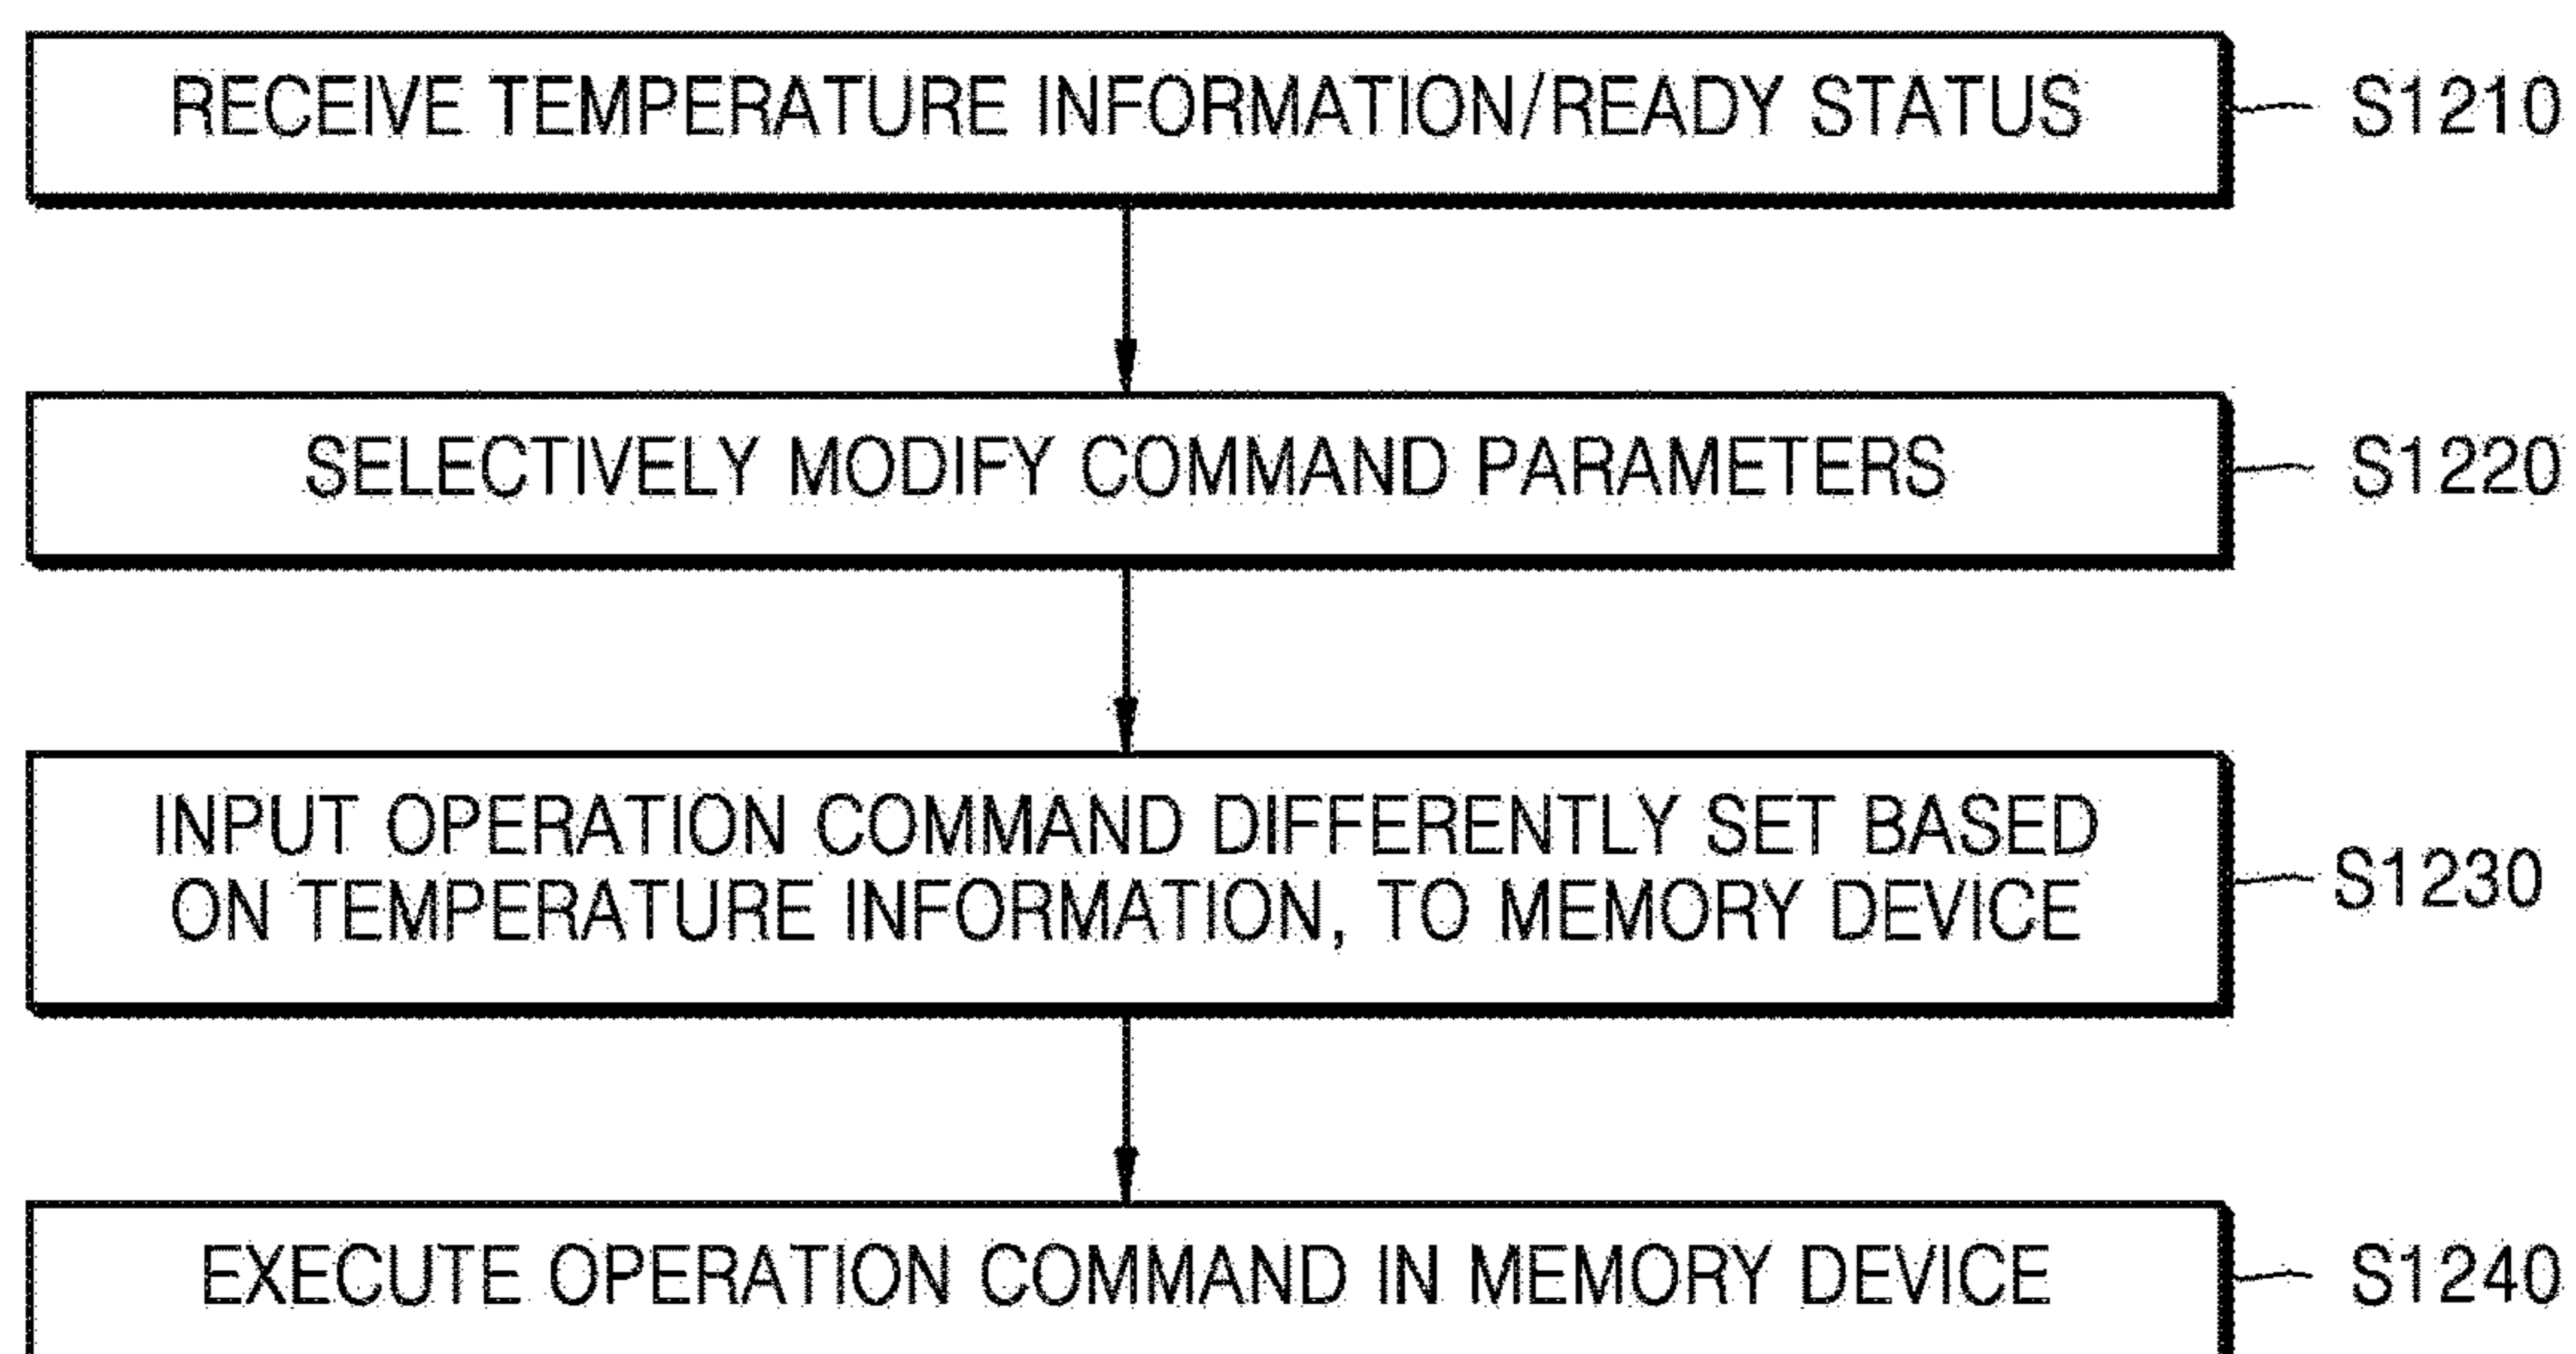 RECEIVE TEMPERATURE INFORMATION/READY STATUS S1210
SELECTIVELY MODIFY COMMAND PARAMETERS S1220
INPUT OPERATION COMMAND DIFFERENTLY SET BASED
ON TEMPERATURE INFORMATION, TO MEMORY DEVICE S1230
EXECUTE OPERATION COMMAND IN MEMORY DEVICE S1240